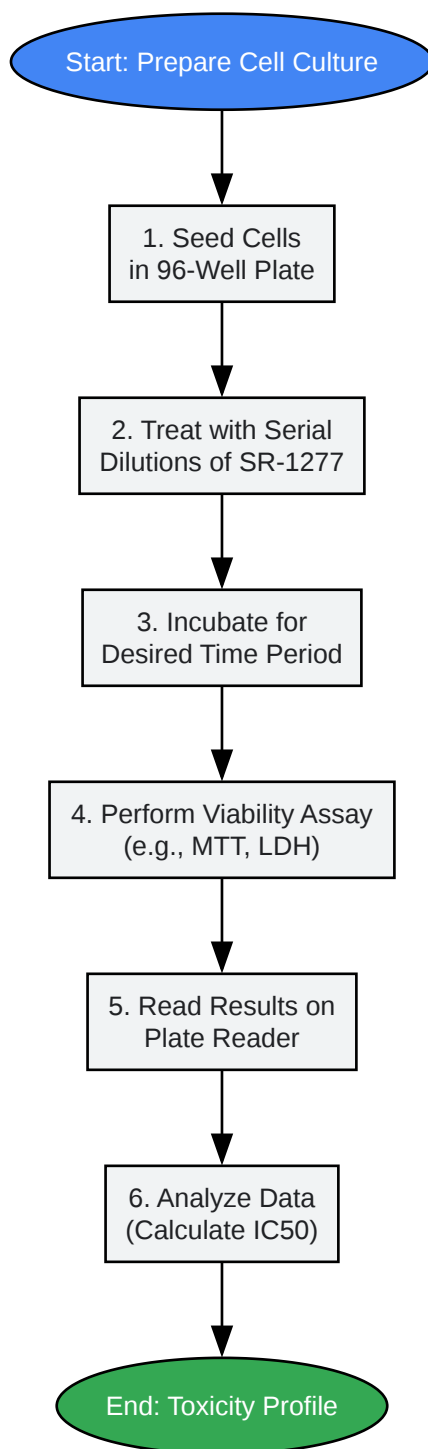 Start: Prepare Cell Culture
1. Seed Cells
in 96-Well Plate
2. Treat with Serial
Dilutions of SR-1277
3. Incubate for
Desired Time Period
4. Perform Viability Assay
(e.g., MTT, LDH)
5. Read Results on
Plate Reader
6. Analyze Data
(Calculate IC50)
End: Toxicity Profile